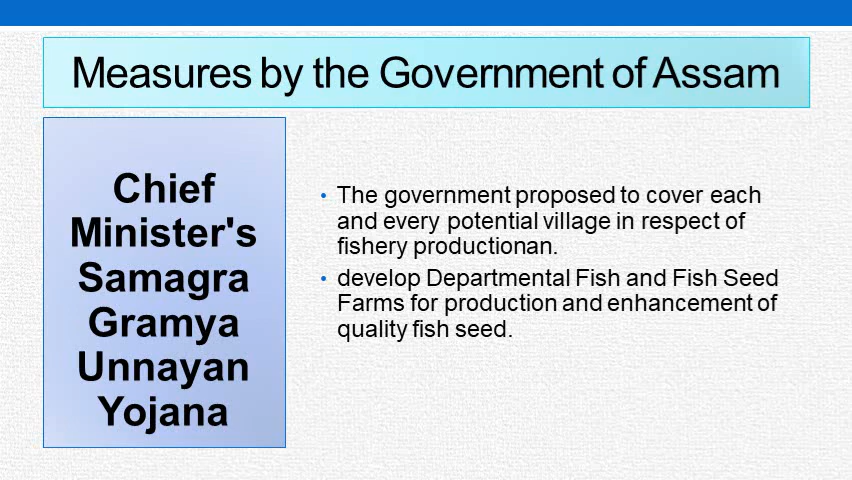 Measures by the Government of Assam
Chief
Minister's
Samagra
Gramya
Unnayan
Yojana
• The government proposed to cover each
and every potential village in respect of
fishery productionan.
• develop Departmental Fish and Fish Seed
Farms for production and enhancement of
quality fish seed.